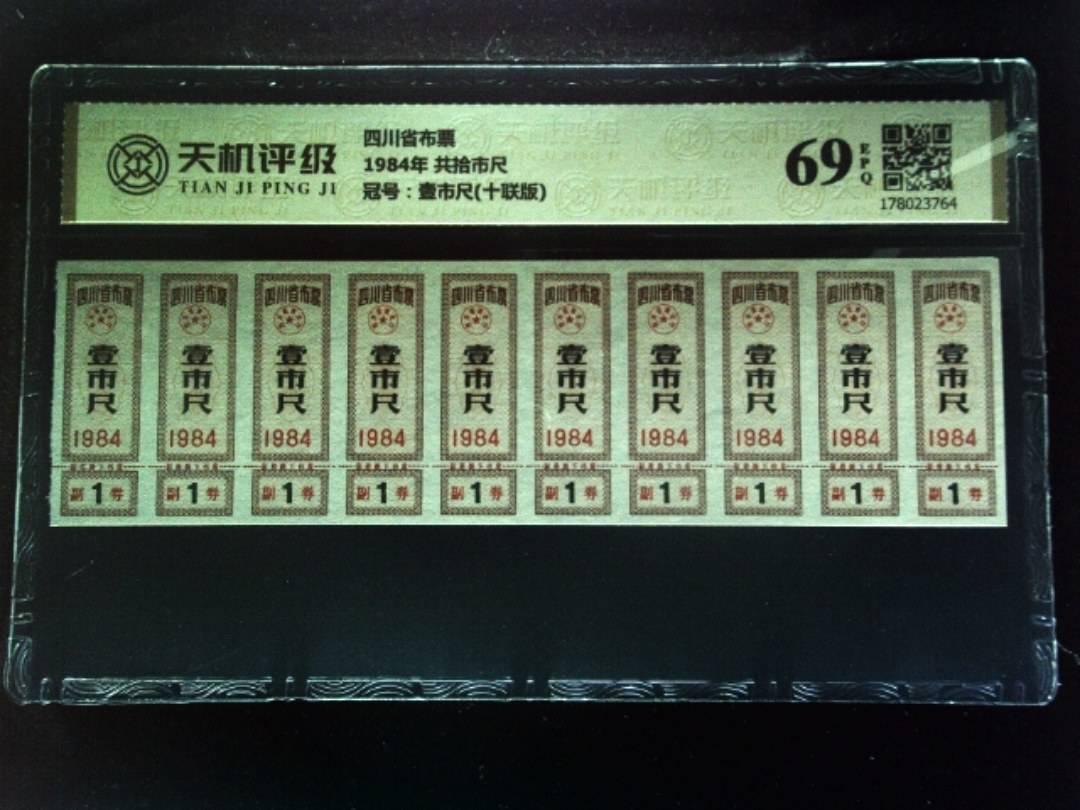 天机评级
TIAN JI PING JI
四川省布票
1984年 共拾市尺
冠号：壹市尺(十联版)
69
EPQ
178023764
四川省布票 四川省布票 四川省布票 四川省布票 四川省布票 四川省布票 四川省布票 四川省布票 四川省布票 四川省布票
壹市尺 壹市尺 壹市尺 壹市尺 壹市尺 壹市尺 壹市尺 壹市尺 壹市尺 壹市尺
1984 1984 1984 1984 1984 1984 1984 1984 1984 1984
副1券 副1券 副1券 副1券 副1券 副1券 副1券 副1券 副1券 副1券